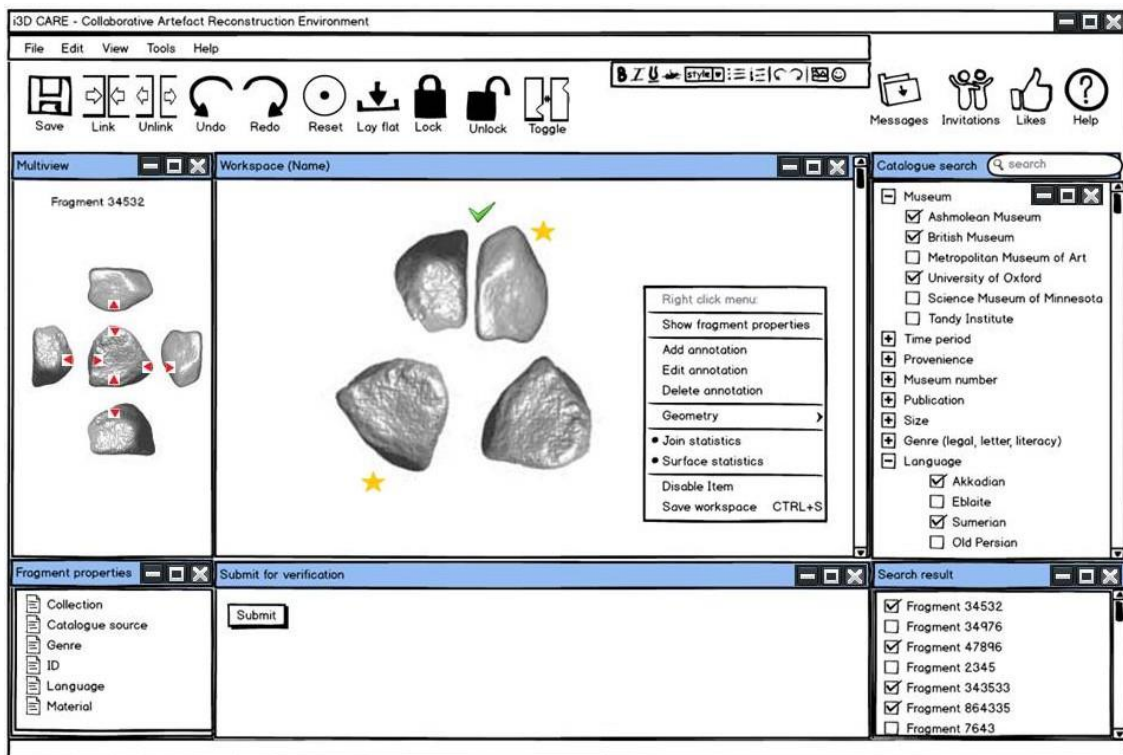 i3D CARE - Collaborative Artefact Reconstruction Environment
File Edit View Tools Help
B I U abc style
Save Link Unlink Undo Redo Reset Lay flat Lock Unlock Toggle
Messages Invitations Likes Help
Multiview
Fragment 34532
Workspace (Name)
Right click menu:
Show fragment properties
Add annotation
Edit annotation
Delete annotation
Geometry
Join statistics
Surface statistics
Disable Item
Save workspace CTRL+S
Catalogue search search
Museum
Ashmolean Museum
British Museum
Metropolitan Museum of Art
University of Oxford
Science Museum of Minnesota
Tandy Institute
Time period
Provenience
Museum number
Publication
Size
Genre (legal, letter, literacy)
Language
Akkadian
Eblaite
Sumerian
Old Persian
Fragment properties
Collection
Catalogue source
Genre
ID
Language
Material
Submit for verification
Submit
Search result
Fragment 34532
Fragment 34976
Fragment 47896
Fragment 2345
Fragment 343533
Fragment 864335
Fragment 7643